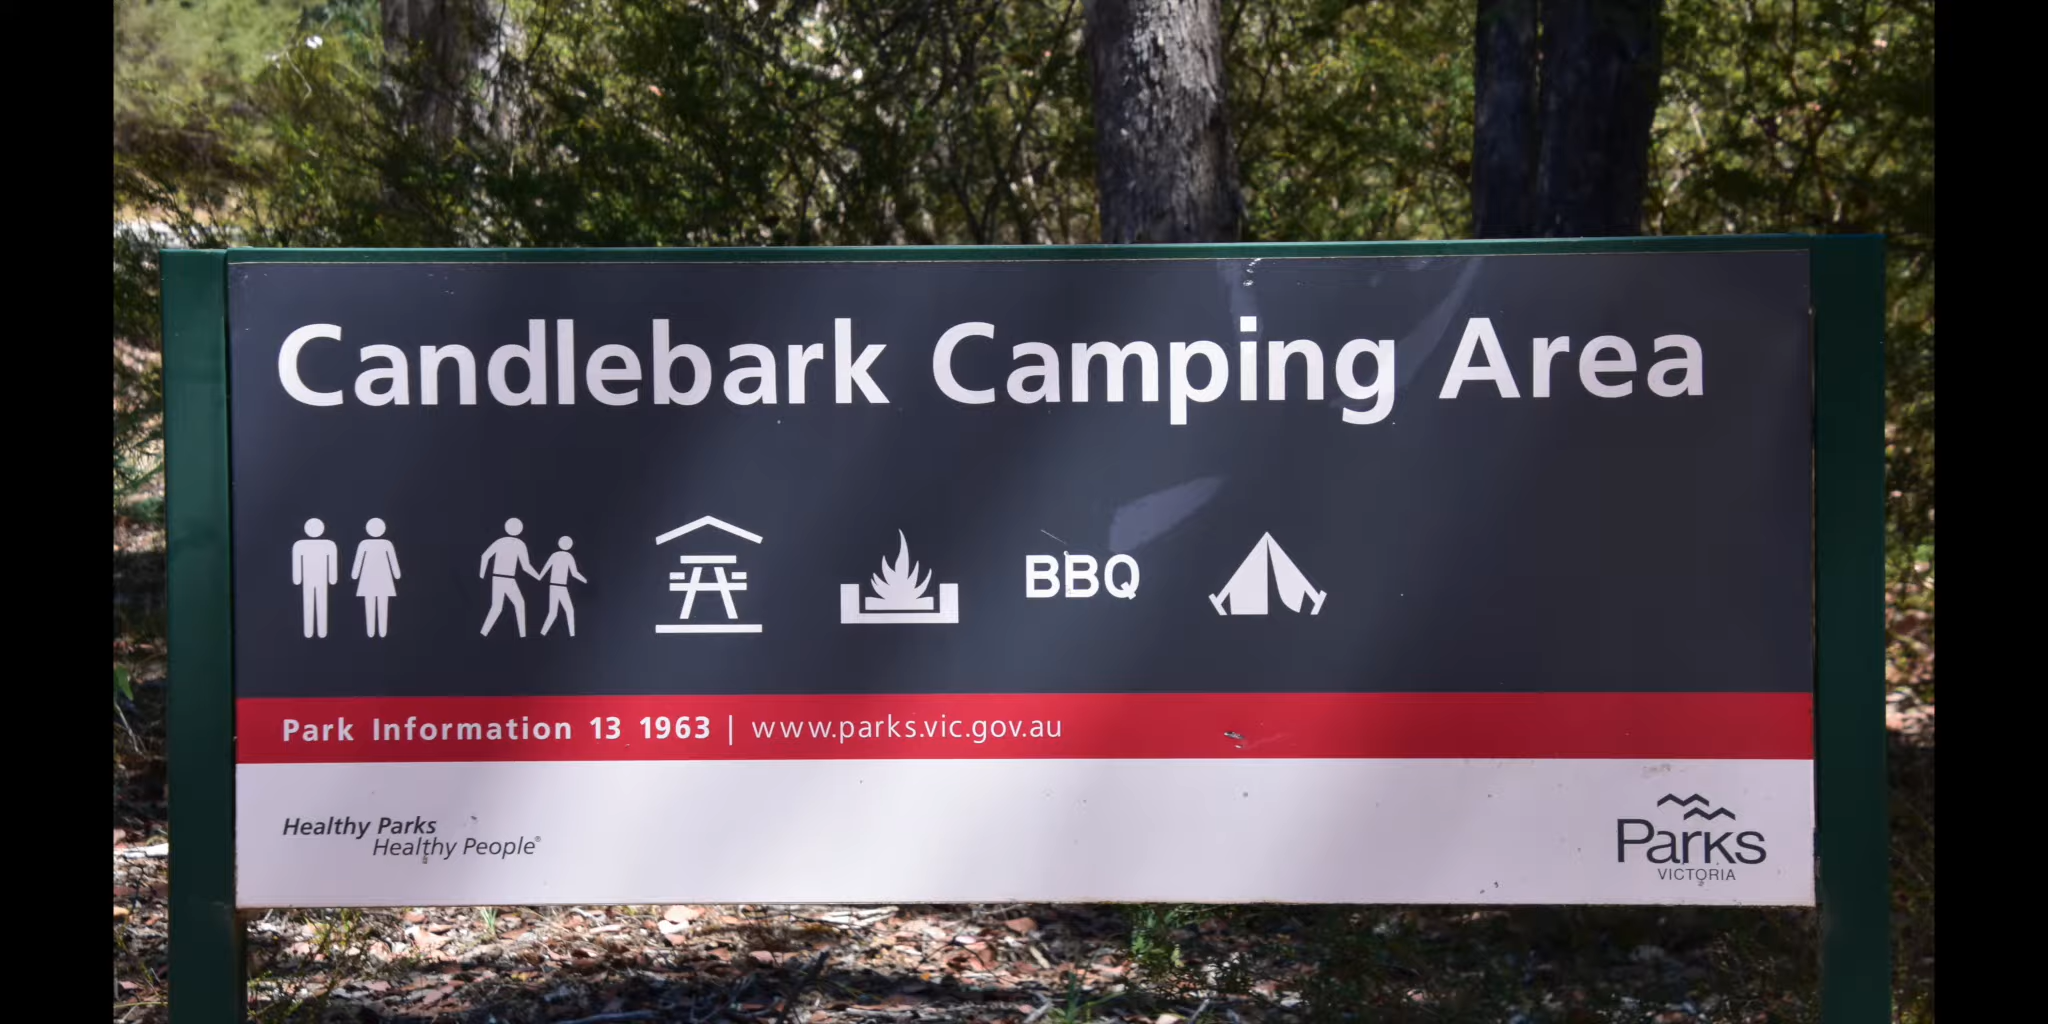 Candlebark Camping Area
BBQ
Park Information 13 1963 | www.parks.vic.gov.au
Healthy Parks
Healthy People®
Parks
VICTORIA